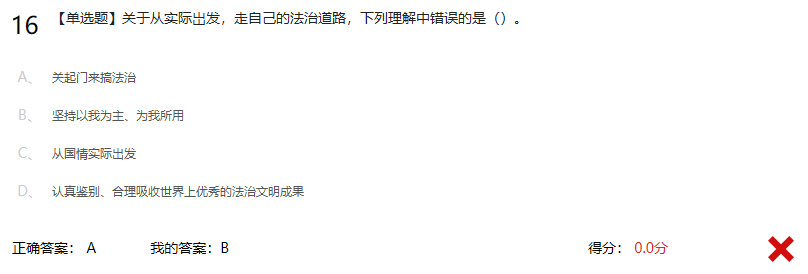 16 【单选题】关于从实际出发，走自己的法治道路，下列理解中错误的是（）。
A、 关起门来搞法治
B、 坚持以我为主、为我所用
C、 从国情实际出发
D、 认真鉴别、合理吸收世界上优秀的法治文明成果
正确答案： A 我的答案：B 得分： 0.0分